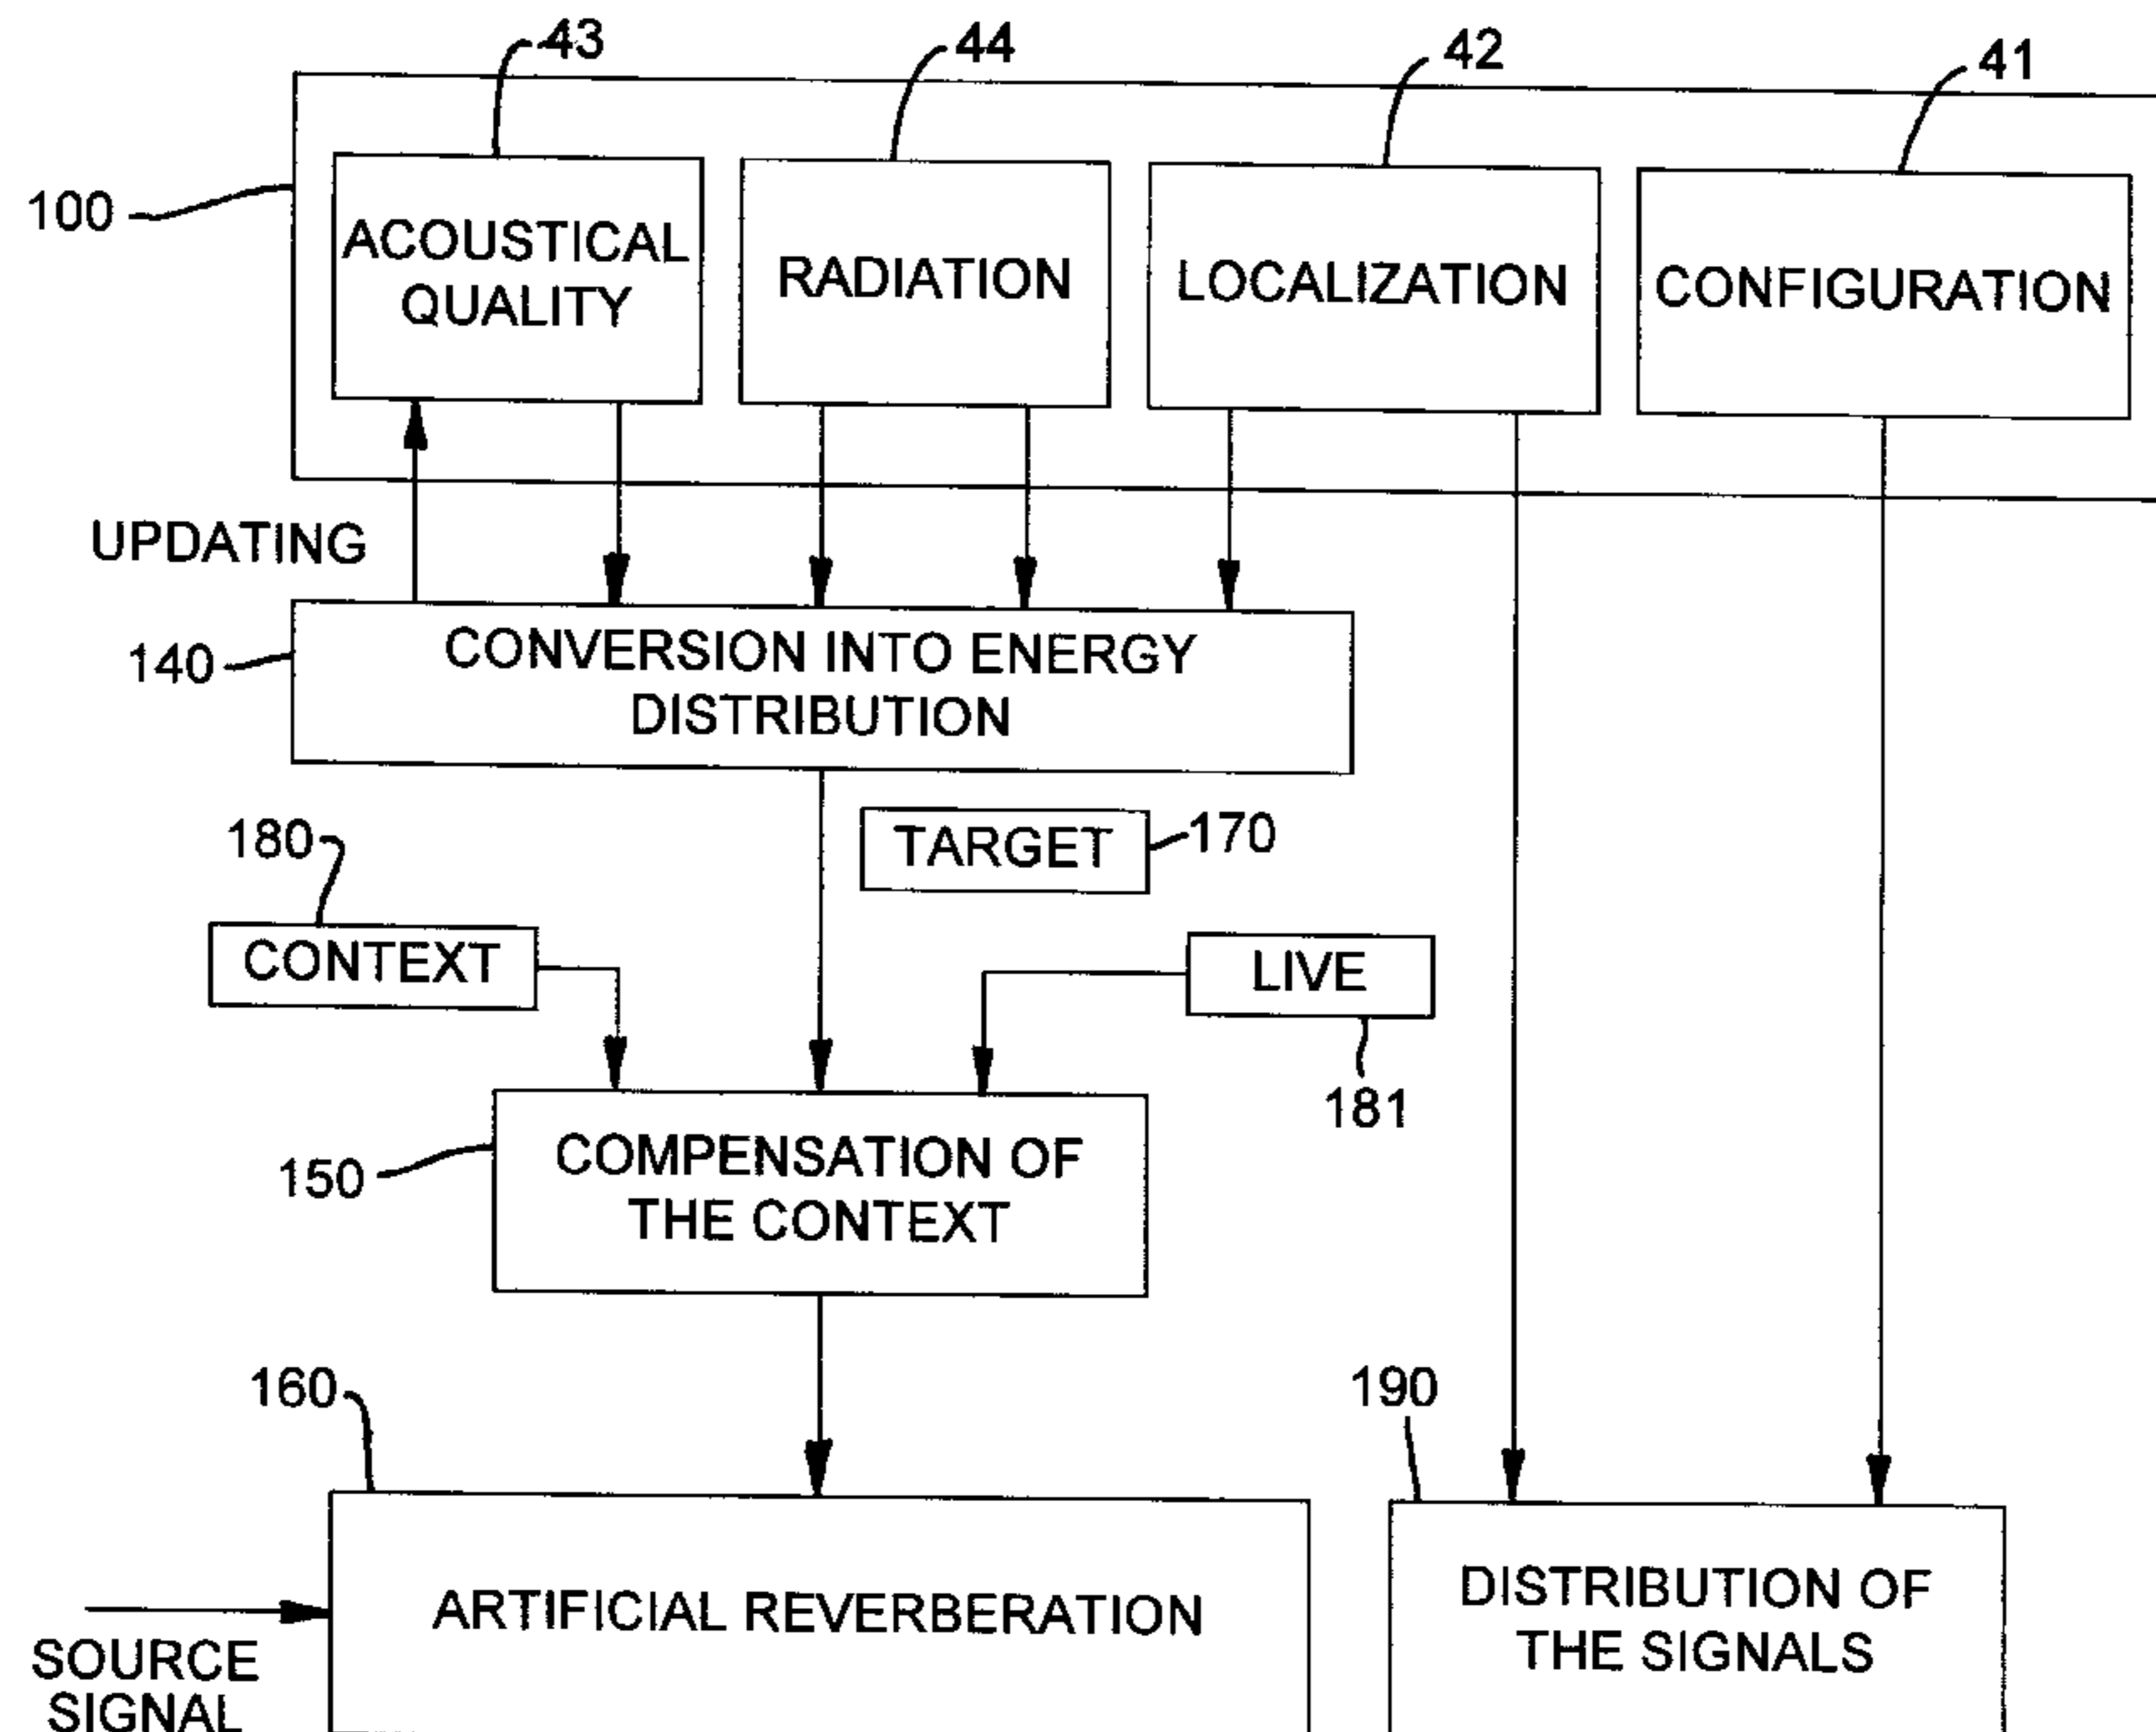 43
44
42
41
100
ACOUSTICAL
QUALITY
RADIATION
LOCALIZATION
CONFIGURATION
UPDATING
140
CONVERSION INTO ENERGY
DISTRIBUTION
180
TARGET
170
CONTEXT
LIVE
181
150
COMPENSATION OF
THE CONTEXT
160
190
ARTIFICIAL REVERBERATION
DISTRIBUTION OF
THE SIGNALS
SOURCE
SIGNAL